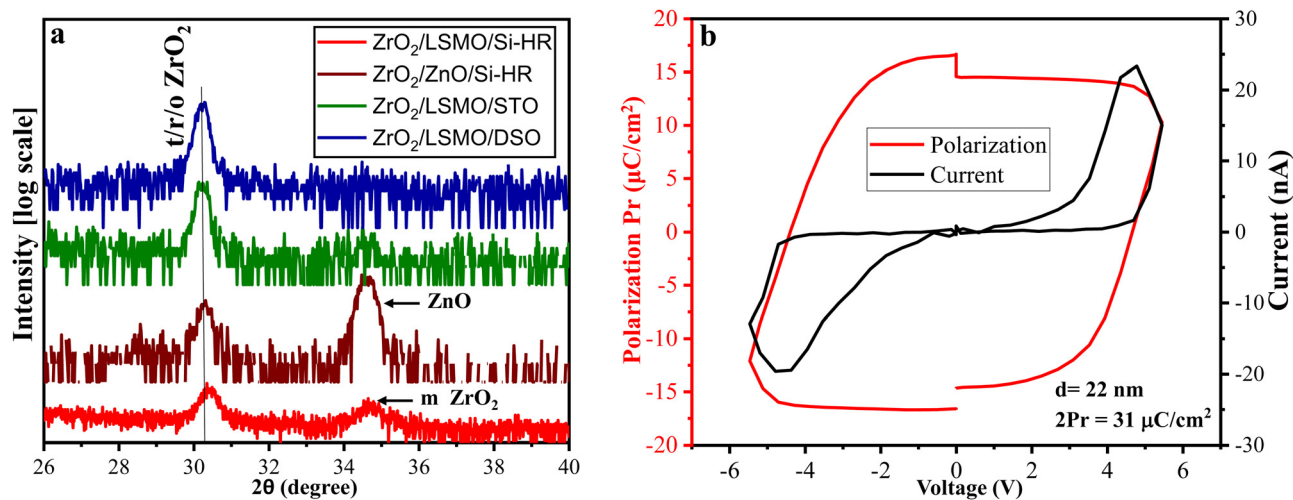 a
t/r/o ZrO₂
ZrO₂/LSMO/Si-HR
ZrO₂/ZnO/Si-HR
ZrO₂/LSMO/STO
ZrO₂/LSMO/DSO
ZnO
m ZrO₂
Intensity [log scale]
26 28 30 32 34 36 38 40
2θ (degree)
b
Polarization
Current
d= 22 nm
2Pr = 31 μC/cm²
Polarization Pr (μC/cm²)
20
15
10
5
0
-5
-10
-15
-20
-6 -4 -2 0 2 4 6
Voltage (V)
30
20
10
0
-10
-20
-30
Current (nA)